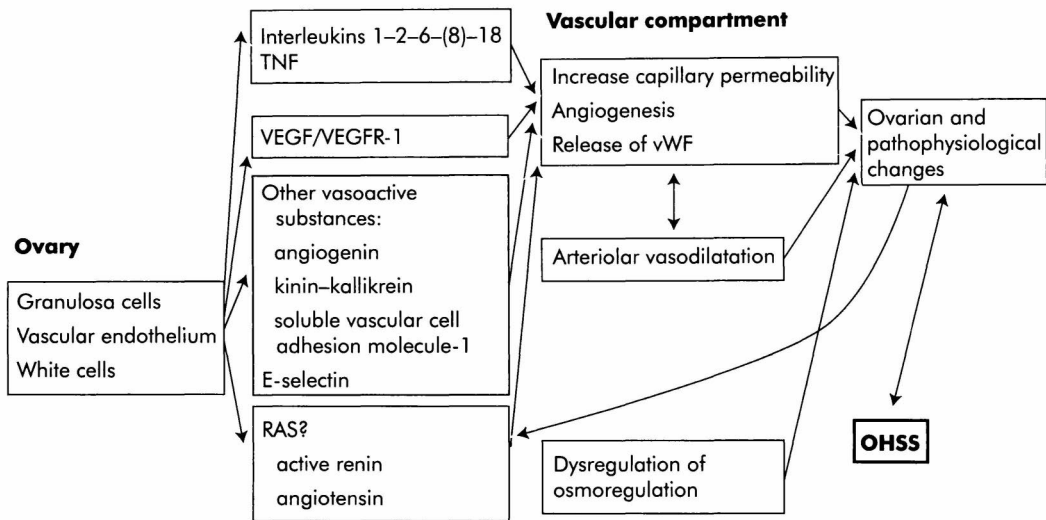 Vascular compartment
Interleukins 1–2–6–(8)–18
TNF
VEGF/VEGFR-1
Other vasoactive
substances:
angiogenin
kinin–kallikrein
soluble vascular cell
adhesion molecule-1
E-selectin
RAS?
active renin
angiotensin
Ovary
Granulosa cells
Vascular endothelium
White cells
Increase capillary permeability
Angiogenesis
Release of vWF
Arteriolar vasodilatation
Dysregulation of
osmoregulation
Ovarian and
pathophysiological
changes
OHSS